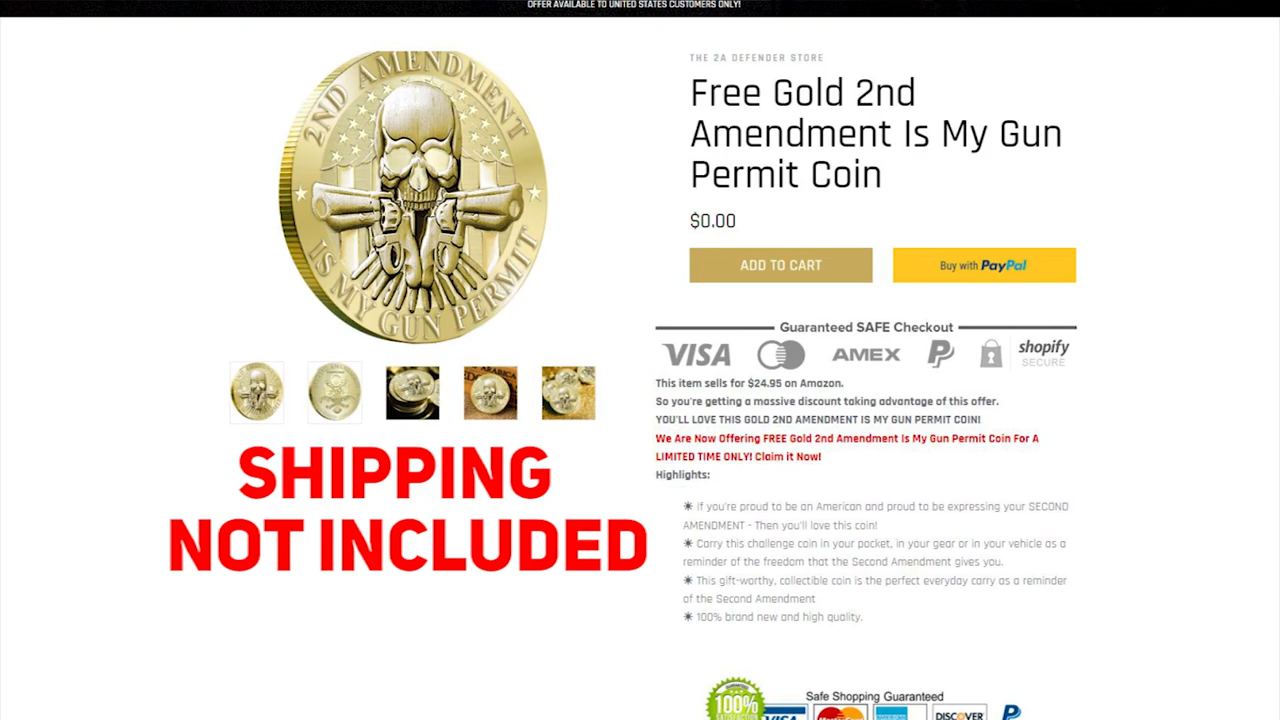 OFFER AVAILABLE TO UNITED STATES CUSTOMERS ONLY!
2ND AMENDMENT
IS MY GUN PERMIT
THE 2A DEFENDER STORE
Free Gold 2nd
Amendment Is My Gun
Permit Coin
$0.00
ADD TO CART
Buy with PayPal
Guaranteed SAFE Checkout
VISA
AMEX
shopify
SECURE
This item sells for $24.95 on Amazon.
So you're getting a massive discount taking advantage of this offer.
YOU'LL LOVE THIS GOLD 2ND AMENDMENT IS MY GUN PERMIT COIN!
We Are Now Offering FREE Gold 2nd Amendment Is My Gun Permit Coin For A
LIMITED TIME ONLY! Claim it Now!
Highlights:
SHIPPING
NOT INCLUDED
✴ If you're proud to be an American and proud to be expressing your SECOND
AMENDMENT - Then you'll love this coin!
✴ Carry this challenge coin in your pocket, in your gear or in your vehicle as a
reminder of the freedom that the Second Amendment gives you.
✴ This gift-worthy, collectible coin is the perfect everyday carry as a reminder
of the Second Amendment
✴ 100% brand new and high quality.
100%
Safe Shopping Guaranteed
VISA
DISCOVER